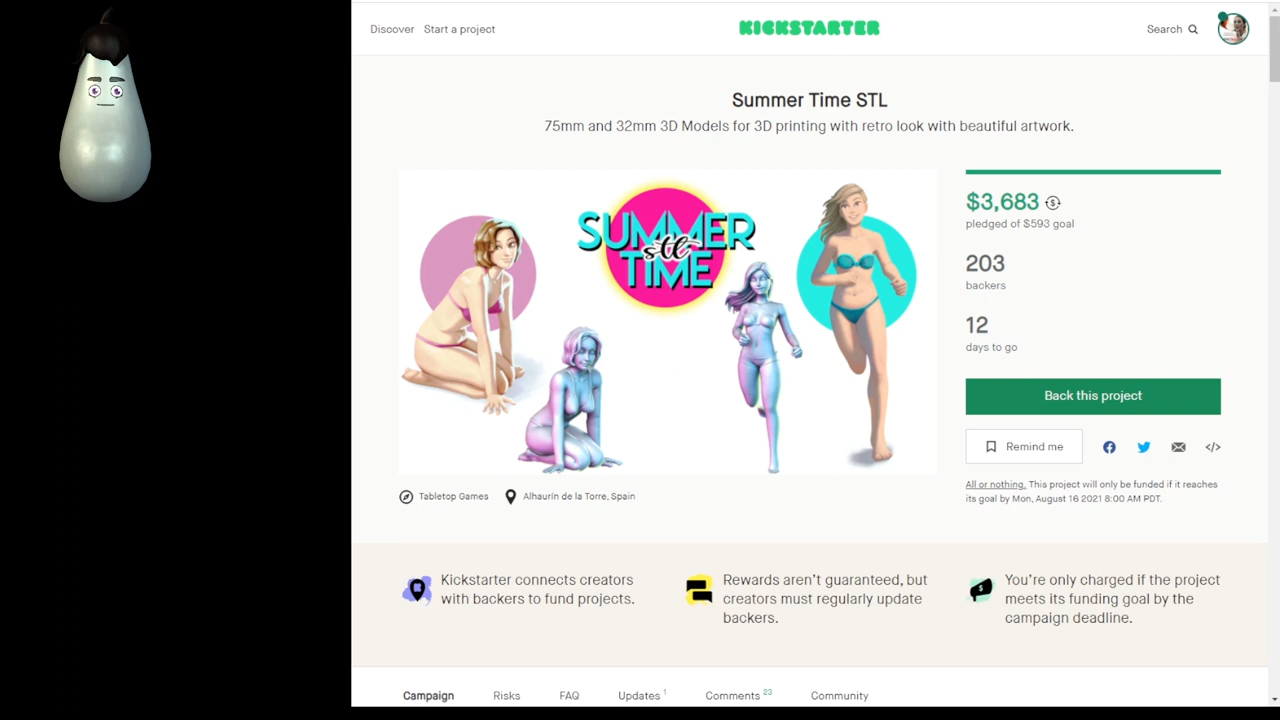 Discover Start a project
KICKSTARTER
Search
Summer Time STL
75mm and 32mm 3D Models for 3D printing with retro look with beautiful artwork.
SUMMER
stl
TIME
$3,683
pledged of $593 goal
203
backers
12
days to go
Back this project
Remind me
All or nothing. This project will only be funded if it reaches
its goal by Mon, August 16 2021 8:00 AM PDT.
Tabletop Games
Alhaurín de la Torre, Spain
Kickstarter connects creators
with backers to fund projects.
Rewards aren't guaranteed, but
creators must regularly update
backers.
You're only charged if the project
meets its funding goal by the
campaign deadline.
Campaign Risks FAQ Updates 1 Comments 23 Community